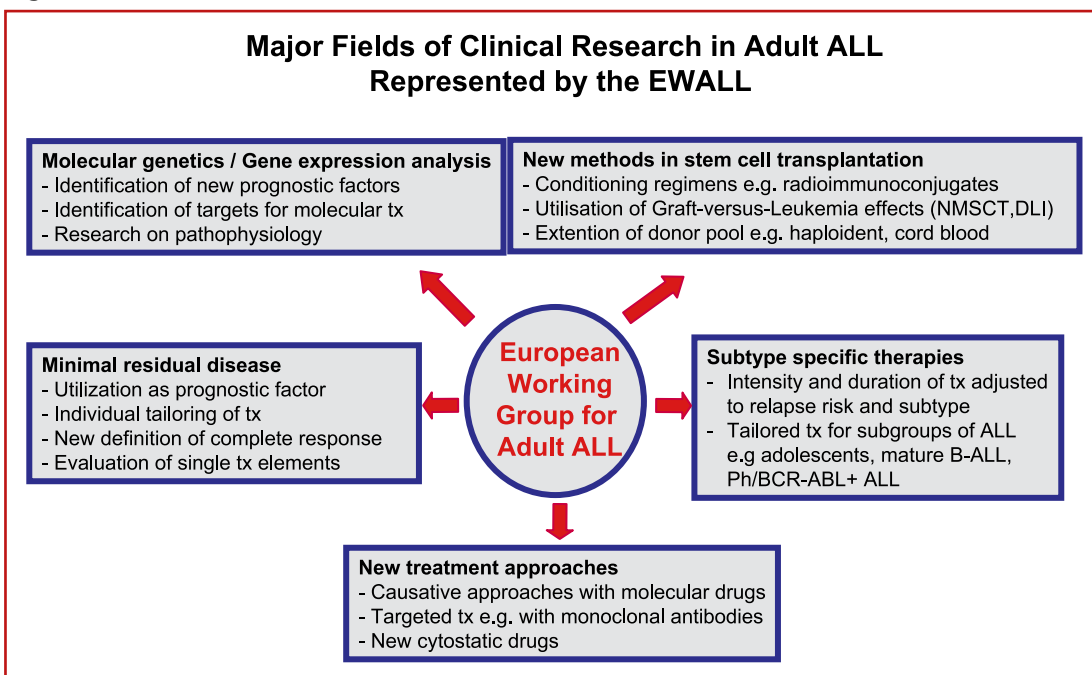 Major Fields of Clinical Research in Adult ALL
Represented by the EWALL
Molecular genetics / Gene expression analysis
- Identification of new prognostic factors
- Identification of targets for molecular tx
- Research on pathophysiology
New methods in stem cell transplantation
- Conditioning regimens e.g. radioimmunoconjugates
- Utilisation of Graft-versus-Leukemia effects (NMSCT,DLI)
- Extention of donor pool e.g. haploident, cord blood
Minimal residual disease
- Utilization as prognostic factor
- Individual tailoring of tx
- New definition of complete response
- Evaluation of single tx elements
European
Working
Group for
Adult ALL
Subtype specific therapies
- Intensity and duration of tx adjusted
to relapse risk and subtype
- Tailored tx for subgroups of ALL
e.g adolescents, mature B-ALL,
Ph/BCR-ABL+ ALL
New treatment approaches
- Causative approaches with molecular drugs
- Targeted tx e.g. with monoclonal antibodies
- New cytostatic drugs